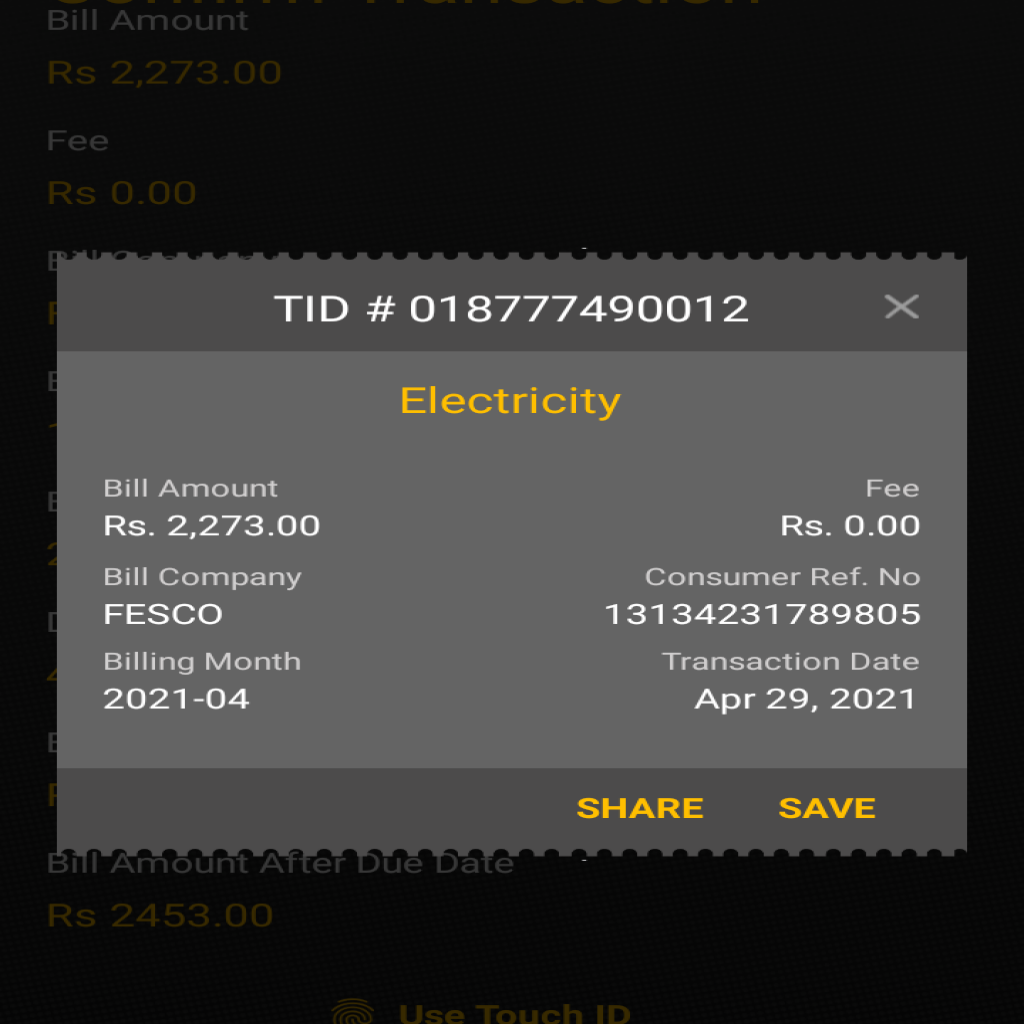 Confirm Transaction
Bill Amount
Rs 2,273.00
Fee
Rs 0.00
Bill Company
TID # 018777490012
Electricity
Bill Amount Fee
Rs. 2,273.00 Rs. 0.00
Bill Company Consumer Ref. No
FESCO 13134231789805
Billing Month Transaction Date
2021-04 Apr 29, 2021
SHARE SAVE
Bill Amount After Due Date
Rs 2453.00
Use Touch ID